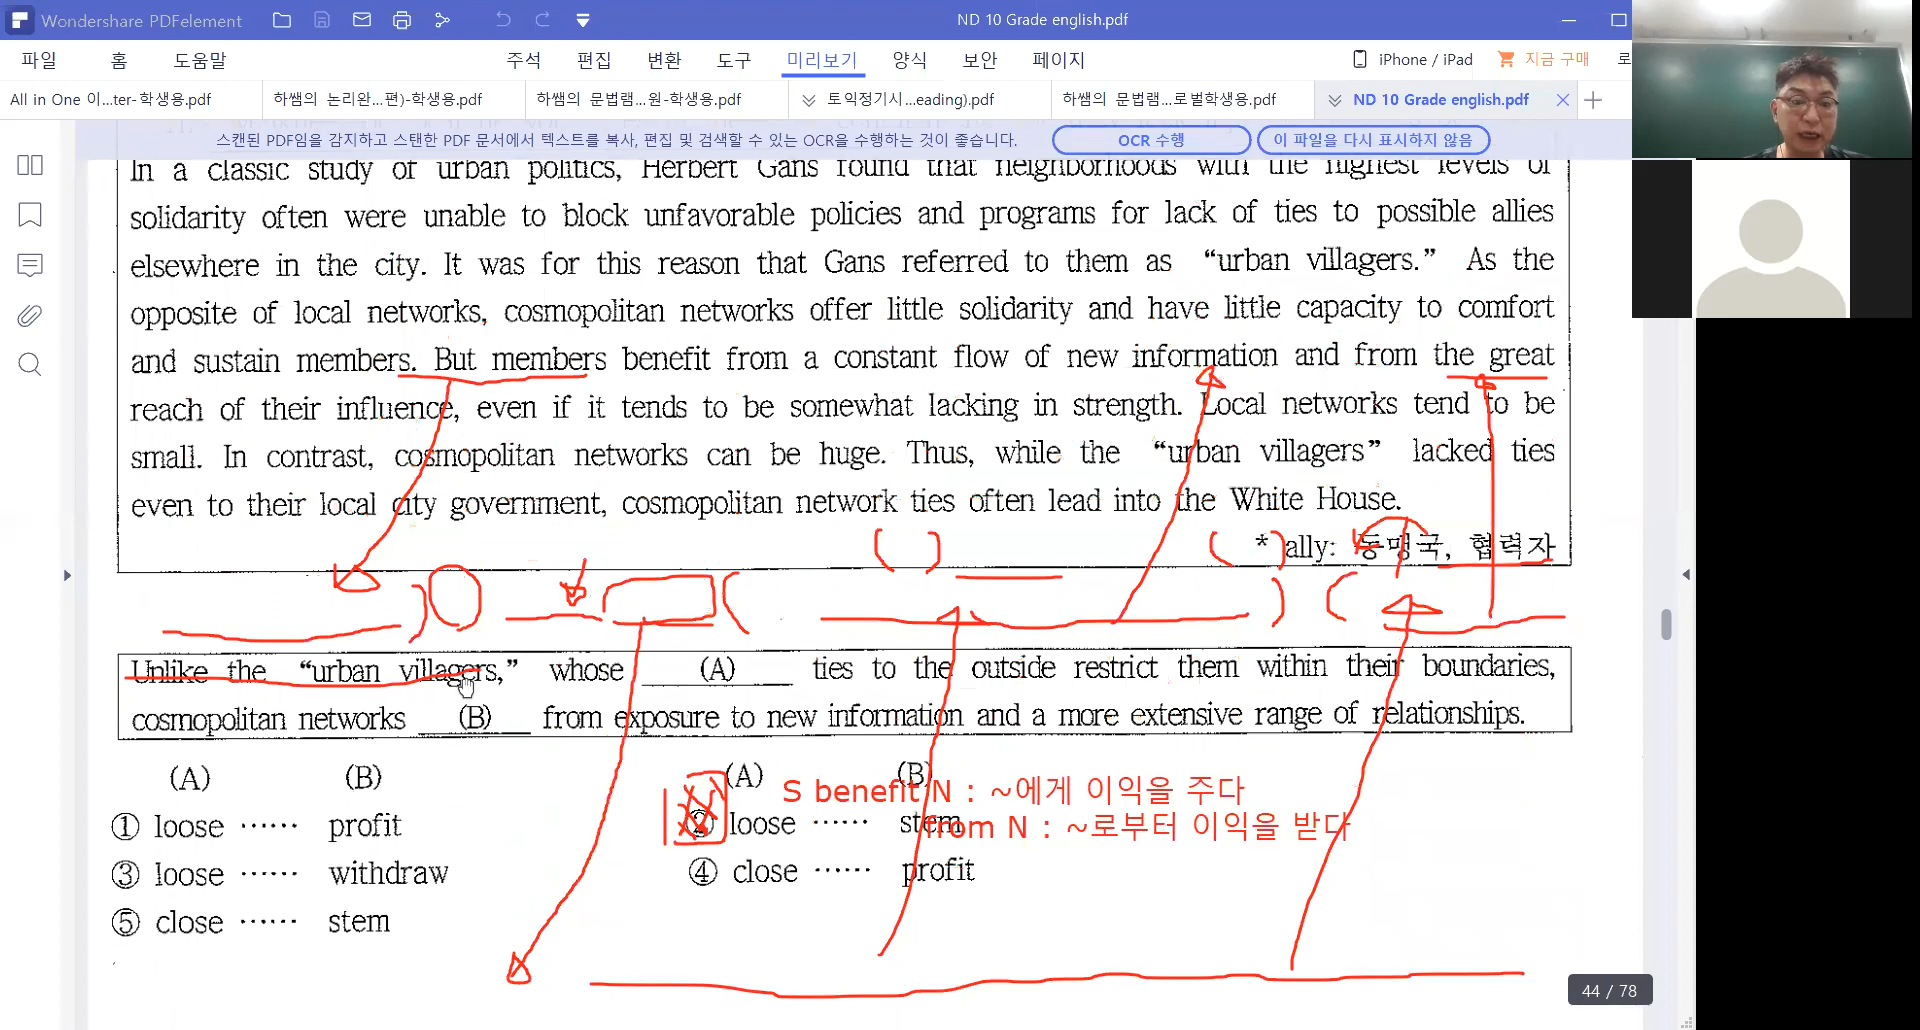 Wondershare PDFelement
ND 10 Grade english.pdf
파일 홈 도움말 주석 편집 변환 도구 미리보기 양식 보안 페이지 iPhone / iPad 지금 구매 로
All in One 이...ter-학생용.pdf
하쌤의 논리완...편)-학생용.pdf
하쌤의 문법램...원-학생용.pdf
토익정기시...eading).pdf
하쌤의 문법램...로벌학생용.pdf
ND 10 Grade english.pdf
스캔된 PDF임을 감지하고 스탠한 PDF 문서에서 텍스트를 복사, 편집 및 검색할 수 있는 OCR을 수행하는 것이 좋습니다.
OCR 수행
이 파일을 다시 표시하지 않음
In a classic study of urban politics, Herbert Gans found that neighborhoods with the highest levels of
solidarity often were unable to block unfavorable policies and programs for lack of ties to possible allies
elsewhere in the city. It was for this reason that Gans referred to them as “urban villagers.” As the
opposite of local networks, cosmopolitan networks offer little solidarity and have little capacity to comfort
and sustain members. But members benefit from a constant flow of new information and from the great
reach of their influence, even if it tends to be somewhat lacking in strength. Local networks tend to be
small. In contrast, cosmopolitan networks can be huge. Thus, while the “urban villagers” lacked ties
even to their local city government, cosmopolitan network ties often lead into the White House.
* ally: 동맹국, 협력자
Unlike the “urban villagers,” whose (A) ties to the outside restrict them within their boundaries,
cosmopolitan networks (B) from exposure to new information and a more extensive range of relationships.
(A) (B) (A) (B)
① loose ...... profit ② loose ...... stem
③ loose ...... withdraw ④ close ...... profit
⑤ close ...... stem
S benefit N : ~에게 이익을 주다
from N : ~로부터 이익을 받다
44 / 78